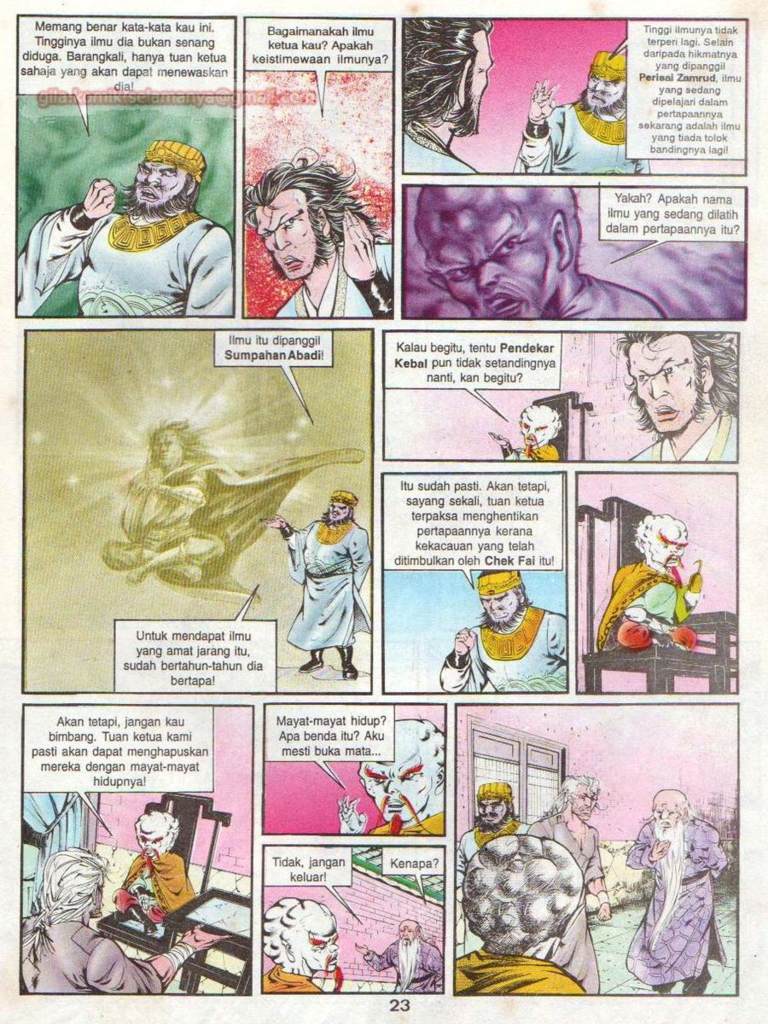 Memang benar kata-kata kau ini.
Tingginya ilmu dia bukan senang
diduga. Barangkali, hanya tuan ketua
sahaja yang akan dapat menewaskan
dia!
gilakomikselamanya@gmail.com
Bagaimanakah ilmu
ketua kau? Apakah
keistimewaan ilmunya?
Tinggi ilmunya tidak
terperi lagi. Selain
daripada hikmatnya
yang dipanggil
Perisai Zamrud, ilmu
yang sedang
dipelajari dalam
pertapaannya
sekarang adalah ilmu
yang tiada tolok
bandingnya lagi!
Yakah? Apakah nama
ilmu yang sedang dilatih
dalam pertapaannya itu?
Ilmu itu dipanggil
Sumpahan Abadi!
Untuk mendapat ilmu
yang amat jarang itu,
sudah bertahun-tahun dia
bertapa!
Kalau begitu, tentu Pendekar
Kebal pun tidak setandingnya
nanti, kan begitu?
Itu sudah pasti. Akan tetapi,
sayang sekali, tuan ketua
terpaksa menghentikan
pertapaannya kerana
kekacauan yang telah
ditimbulkan oleh Chek Fai itu!
Akan tetapi, jangan kau
bimbang. Tuan ketua kami
pasti akan dapat menghapuskan
mereka dengan mayat-mayat
hidupnya!
Mayat-mayat hidup?
Apa benda itu? Aku
mesti buka mata...
Tidak, jangan
keluar!
Kenapa?
23